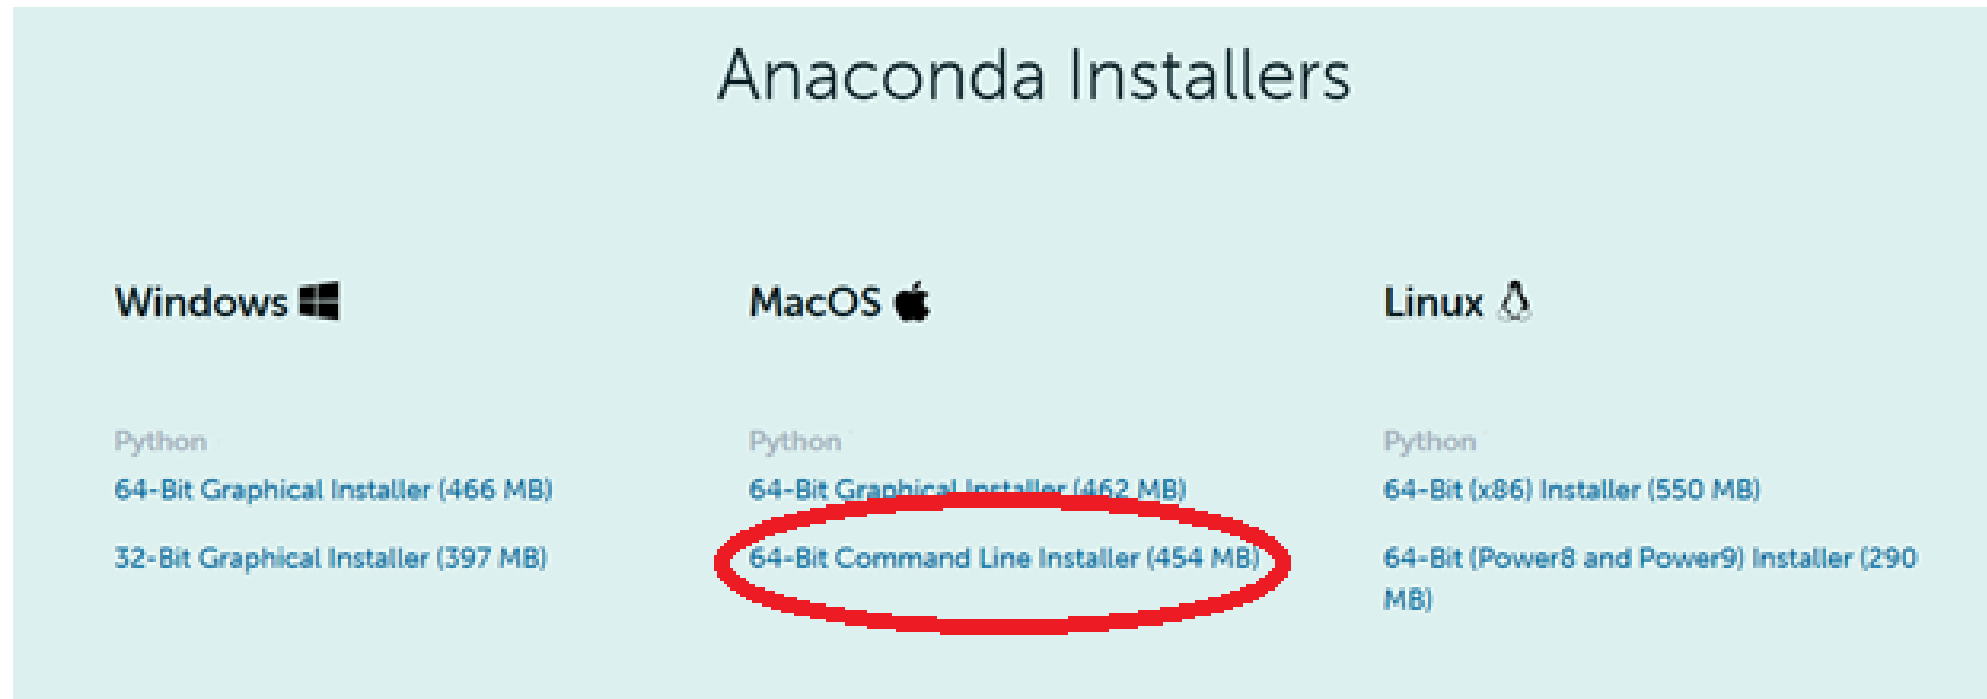 Anaconda Installers
Windows
Python
64-Bit Graphical Installer (466 MB)
32-Bit Graphical Installer (397 MB)
MacOS
Python
64-Bit Graphical Installer (462 MB)
64-Bit Command Line Installer (454 MB)
Linux
Python
64-Bit (x86) Installer (550 MB)
64-Bit (Power8 and Power9) Installer (290
MB)